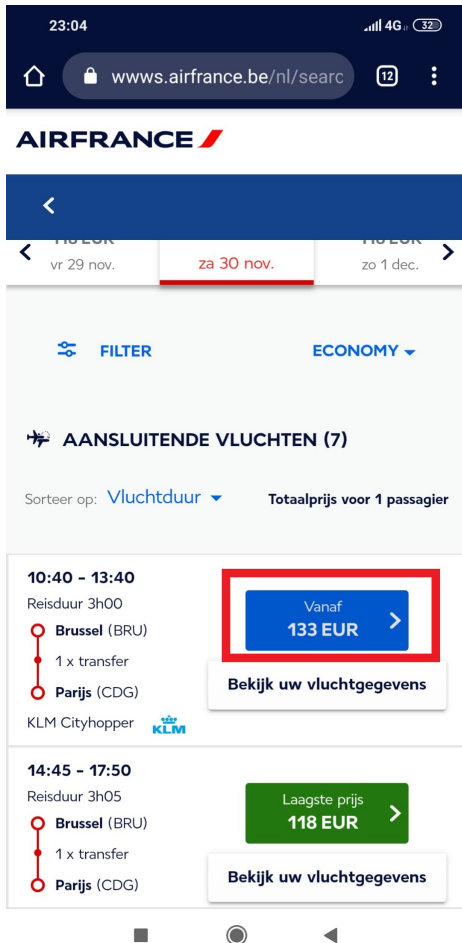 23:04
4G
32
wwws.airfrance.be/nl/searc
12
AIRFRANCE
vr 29 nov.
za 30 nov.
zo 1 dec.
FILTER
ECONOMY
AANSLUITENDE VLUCHTEN (7)
Sorteer op: Vluchtduur
Totaalprijs voor 1 passagier
10:40 - 13:40
Reisduur 3h00
Brussel (BRU)
1 x transfer
Parijs (CDG)
KLM Cityhopper
KLM
Vanaf
133 EUR
Bekijk uw vluchtgegevens
14:45 - 17:50
Reisduur 3h05
Brussel (BRU)
1 x transfer
Parijs (CDG)
Laagste prijs
118 EUR
Bekijk uw vluchtgegevens